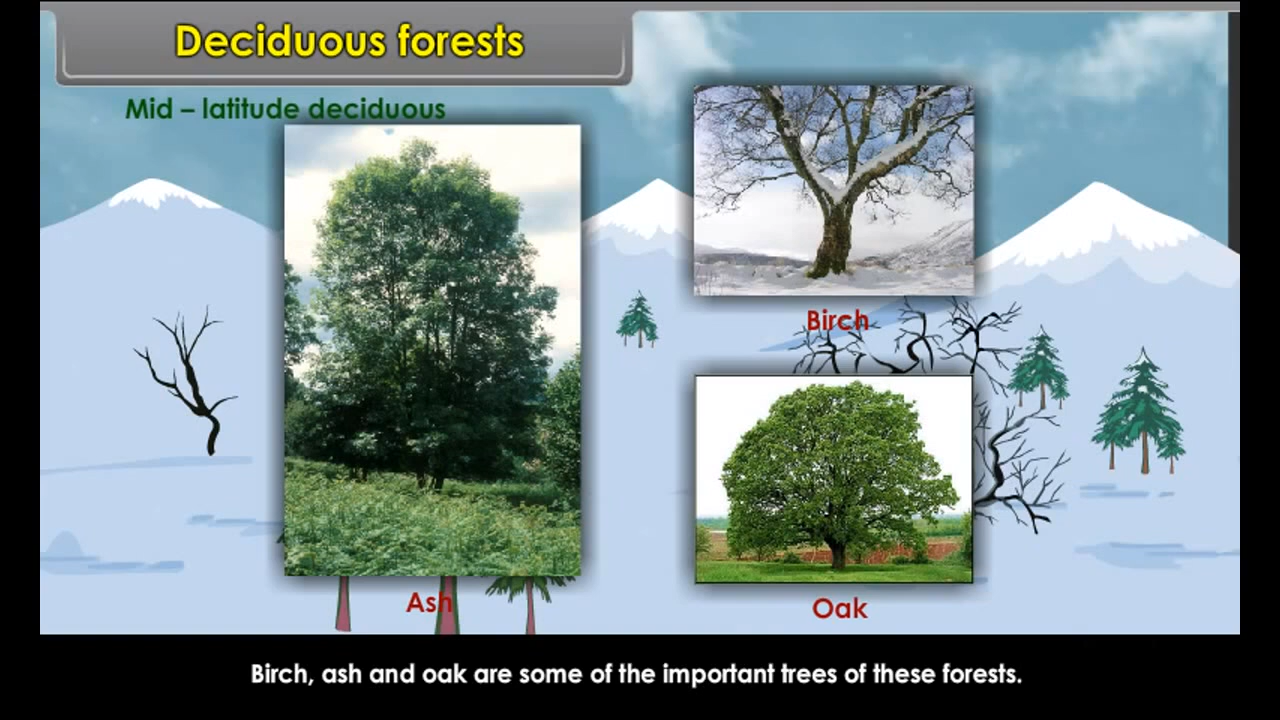 Deciduous forests
Mid – latitude deciduous
Birch
Ash
Oak
Birch, ash and oak are some of the important trees of these forests.